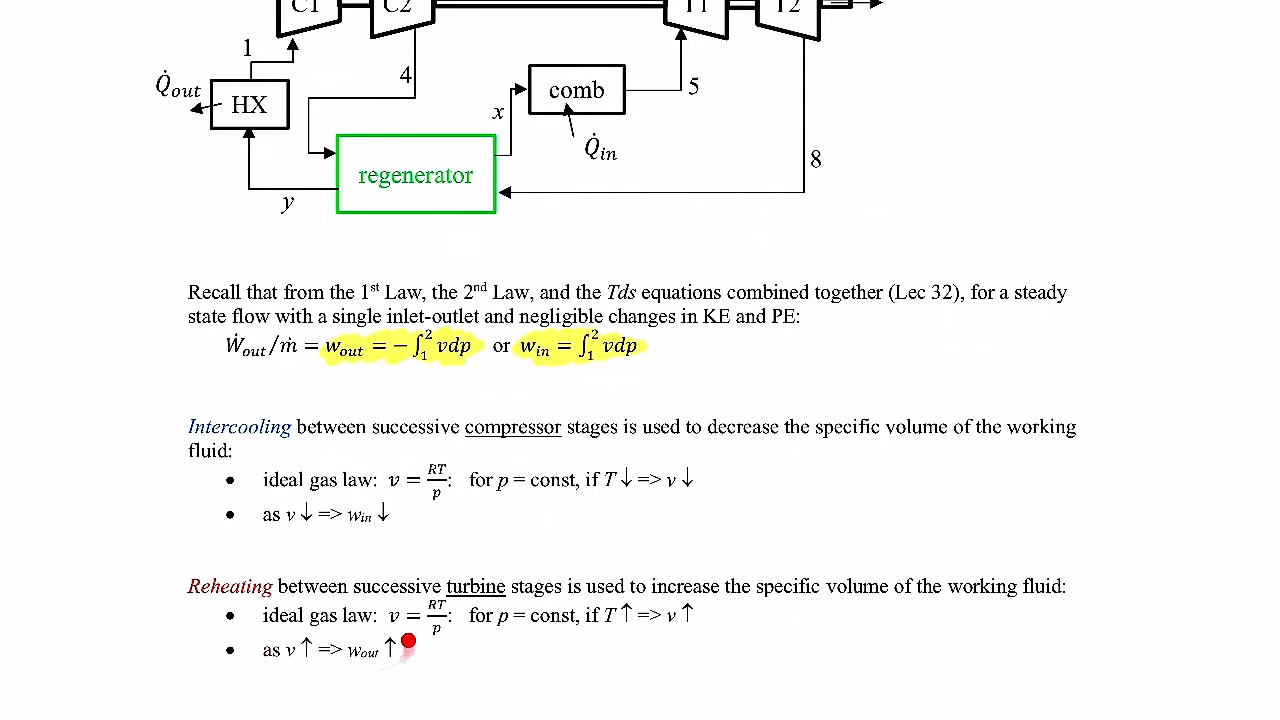 C1 C2 T1 T2
1
4
Q̇out
HX
x
comb
5
Q̇in
8
regenerator
y
Recall that from the 1st Law, the 2nd Law, and the Tds equations combined together (Lec 32), for a steady
state flow with a single inlet-outlet and negligible changes in KE and PE:
Ẇout/ṁ = wout = −∫₁² vdp or win = ∫₁² vdp
Intercooling between successive compressor stages is used to decrease the specific volume of the working
fluid:
• ideal gas law: v = RT/p: for p = const, if T ↓ => v ↓
• as v ↓ => win ↓
Reheating between successive turbine stages is used to increase the specific volume of the working fluid:
• ideal gas law: v = RT/p: for p = const, if T ↑ => v ↑
• as v ↑ => wout ↑